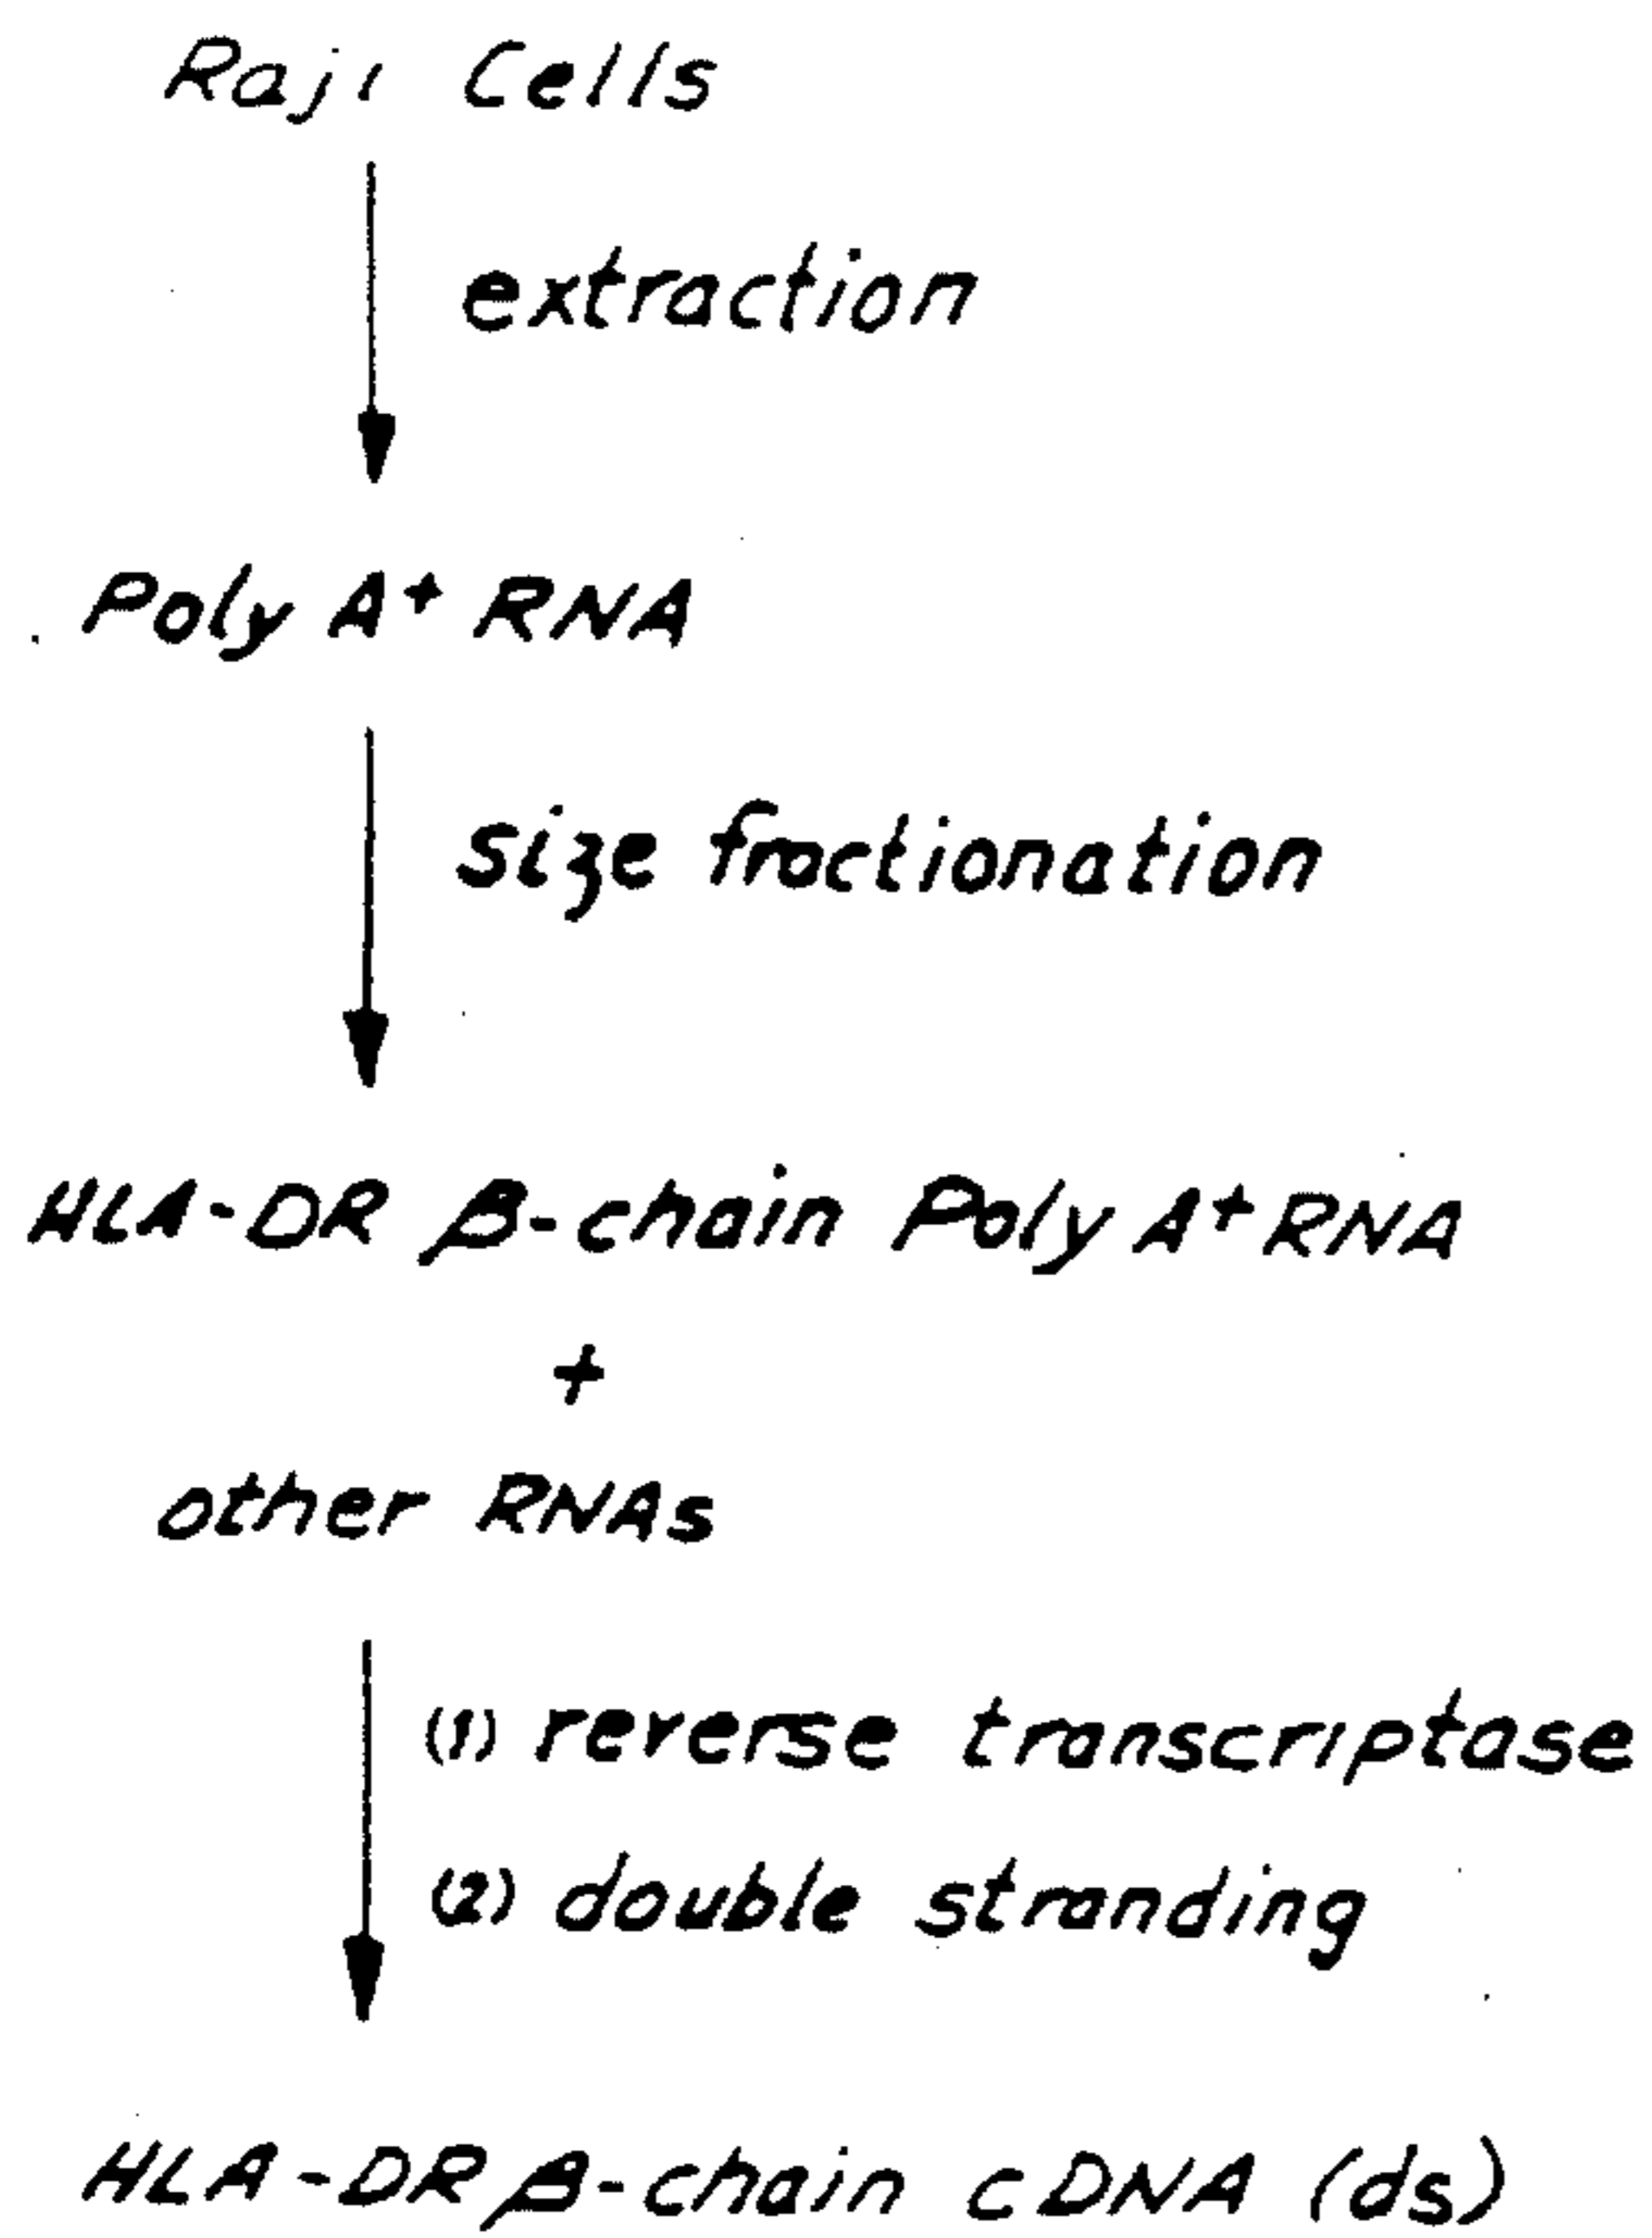 Raji Cells
extraction
Poly A+ RNA
size fractionation
HLA-DR β-chain Poly A+ RNA
+
other RNAs
(1) reverse transcriptase
(2) double stranding
HLA-DR β-chain cDNA (ds)